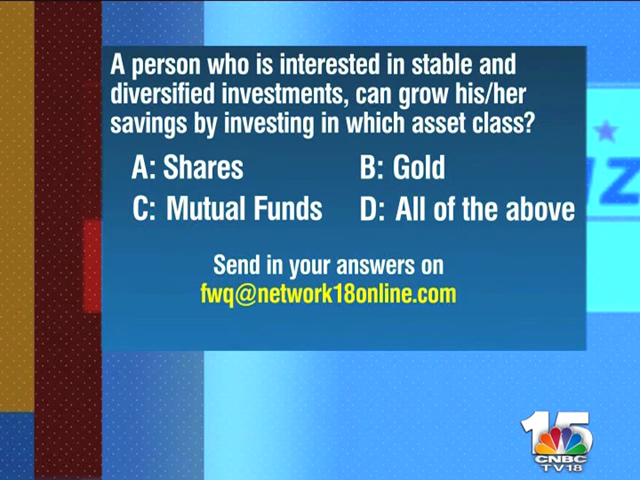 A person who is interested in stable and
diversified investments, can grow his/her
savings by investing in which asset class?
A: Shares B: Gold
C: Mutual Funds D: All of the above
Send in your answers on
fwq@network18online.com
15
CNBC
TV18